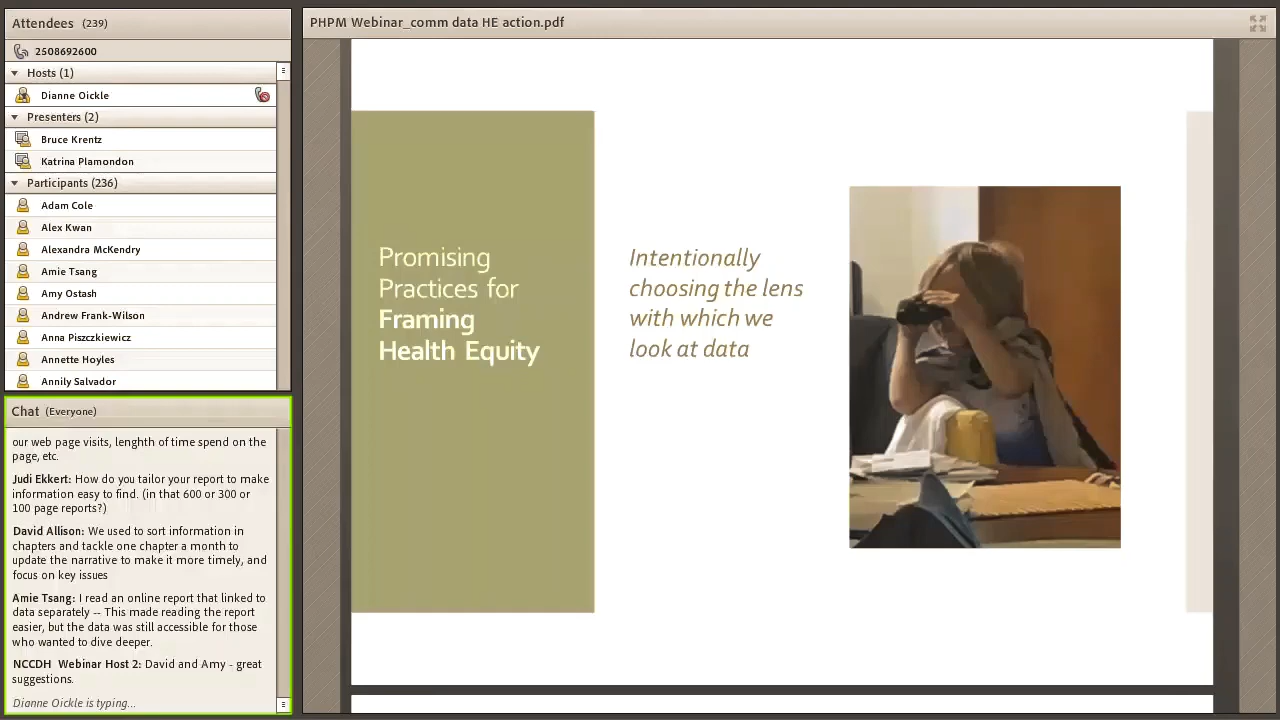 Attendees (239)
2508692600
Hosts (1)
Dianne Oickle
Presenters (2)
Bruce Krentz
Katrina Plamondon
Participants (236)
Adam Cole
Alex Kwan
Alexandra McKendry
Amie Tsang
Amy Ostash
Andrew Frank-Wilson
Anna Piszczkiewicz
Annette Hoyles
Annily Salvador
Chat (Everyone)
our web page visits, lenghth of time spend on the
page, etc.
Judi Ekkert: How do you tailor your report to make
information easy to find. (in that 600 or 300 or
100 page reports?)
David Allison: We used to sort information in
chapters and tackle one chapter a month to
update the narrative to make it more timely, and
focus on key issues
Amie Tsang: I read an online report that linked to
data separately -- This made reading the report
easier, but the data was still accessible for those
who wanted to dive deeper.
NCCDH Webinar Host 2: David and Amy - great
suggestions.
Dianne Oickle is typing...
PHPM Webinar_comm data HE action.pdf
Promising
Practices for
Framing
Health Equity
Intentionally
choosing the lens
with which we
look at data